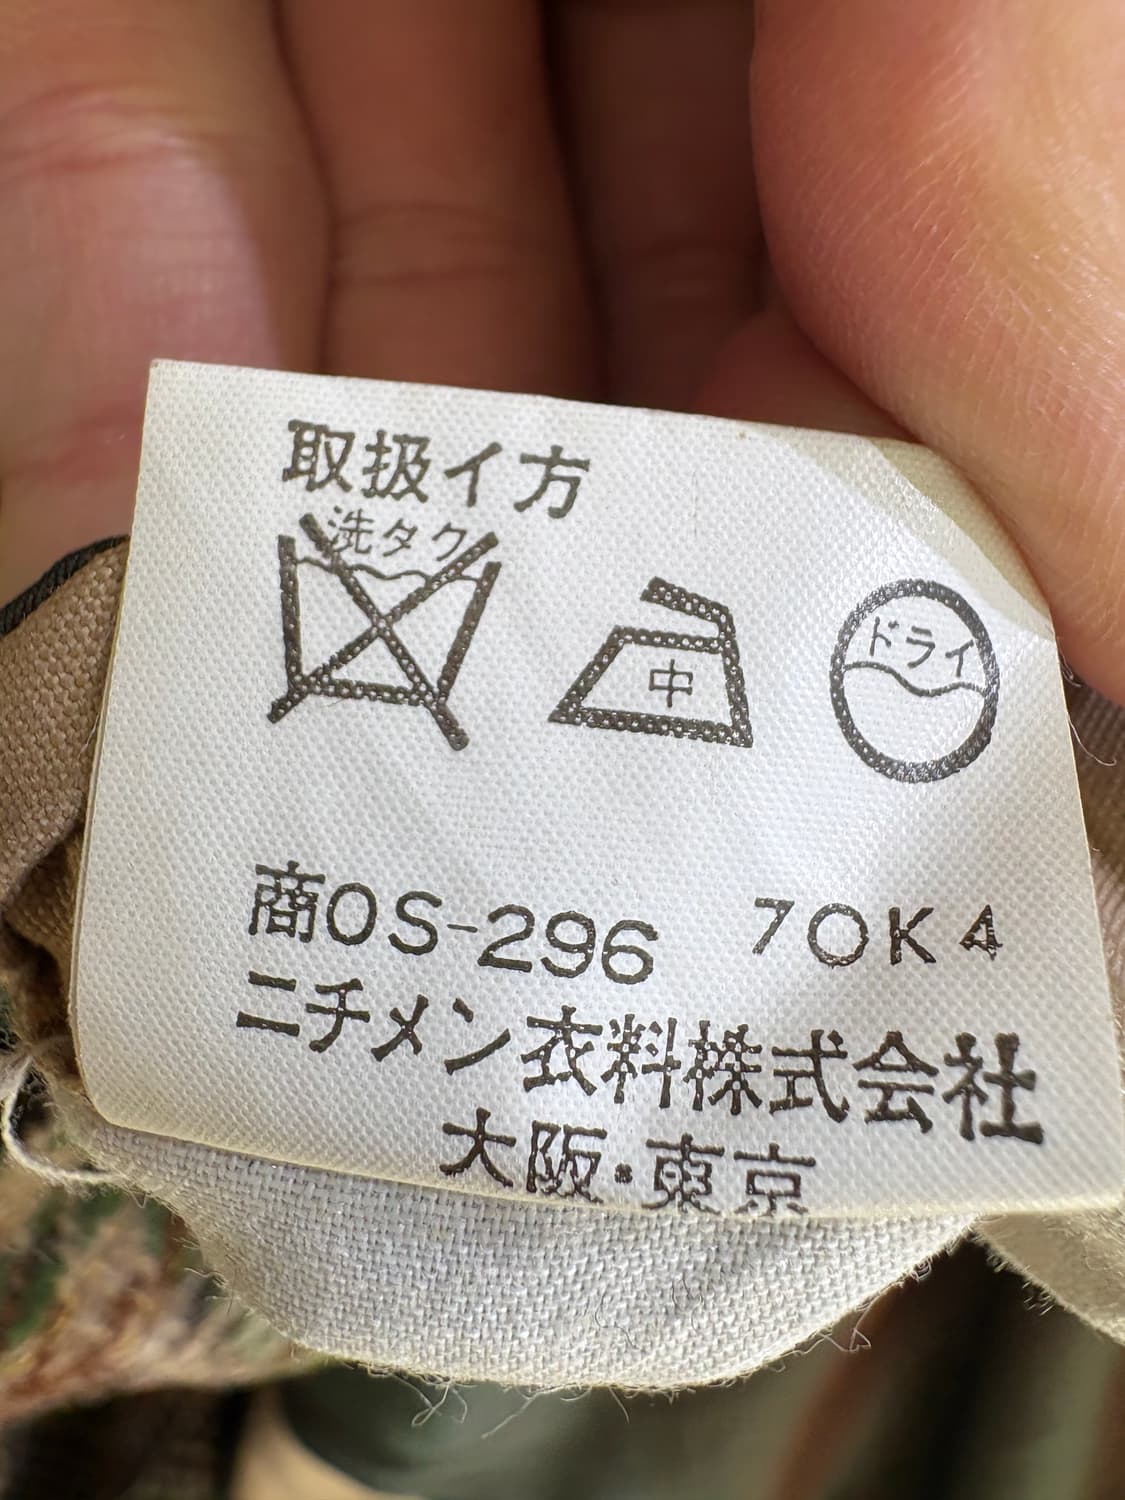 取扱イ方
洗タク
中
ドライ
商OS-296 70K4
ニチメン衣料株式会社
大阪・東京